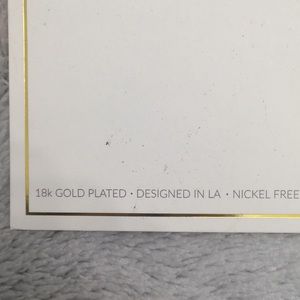 18k GOLD PLATED • DESIGNED IN LA • NICKEL FREE